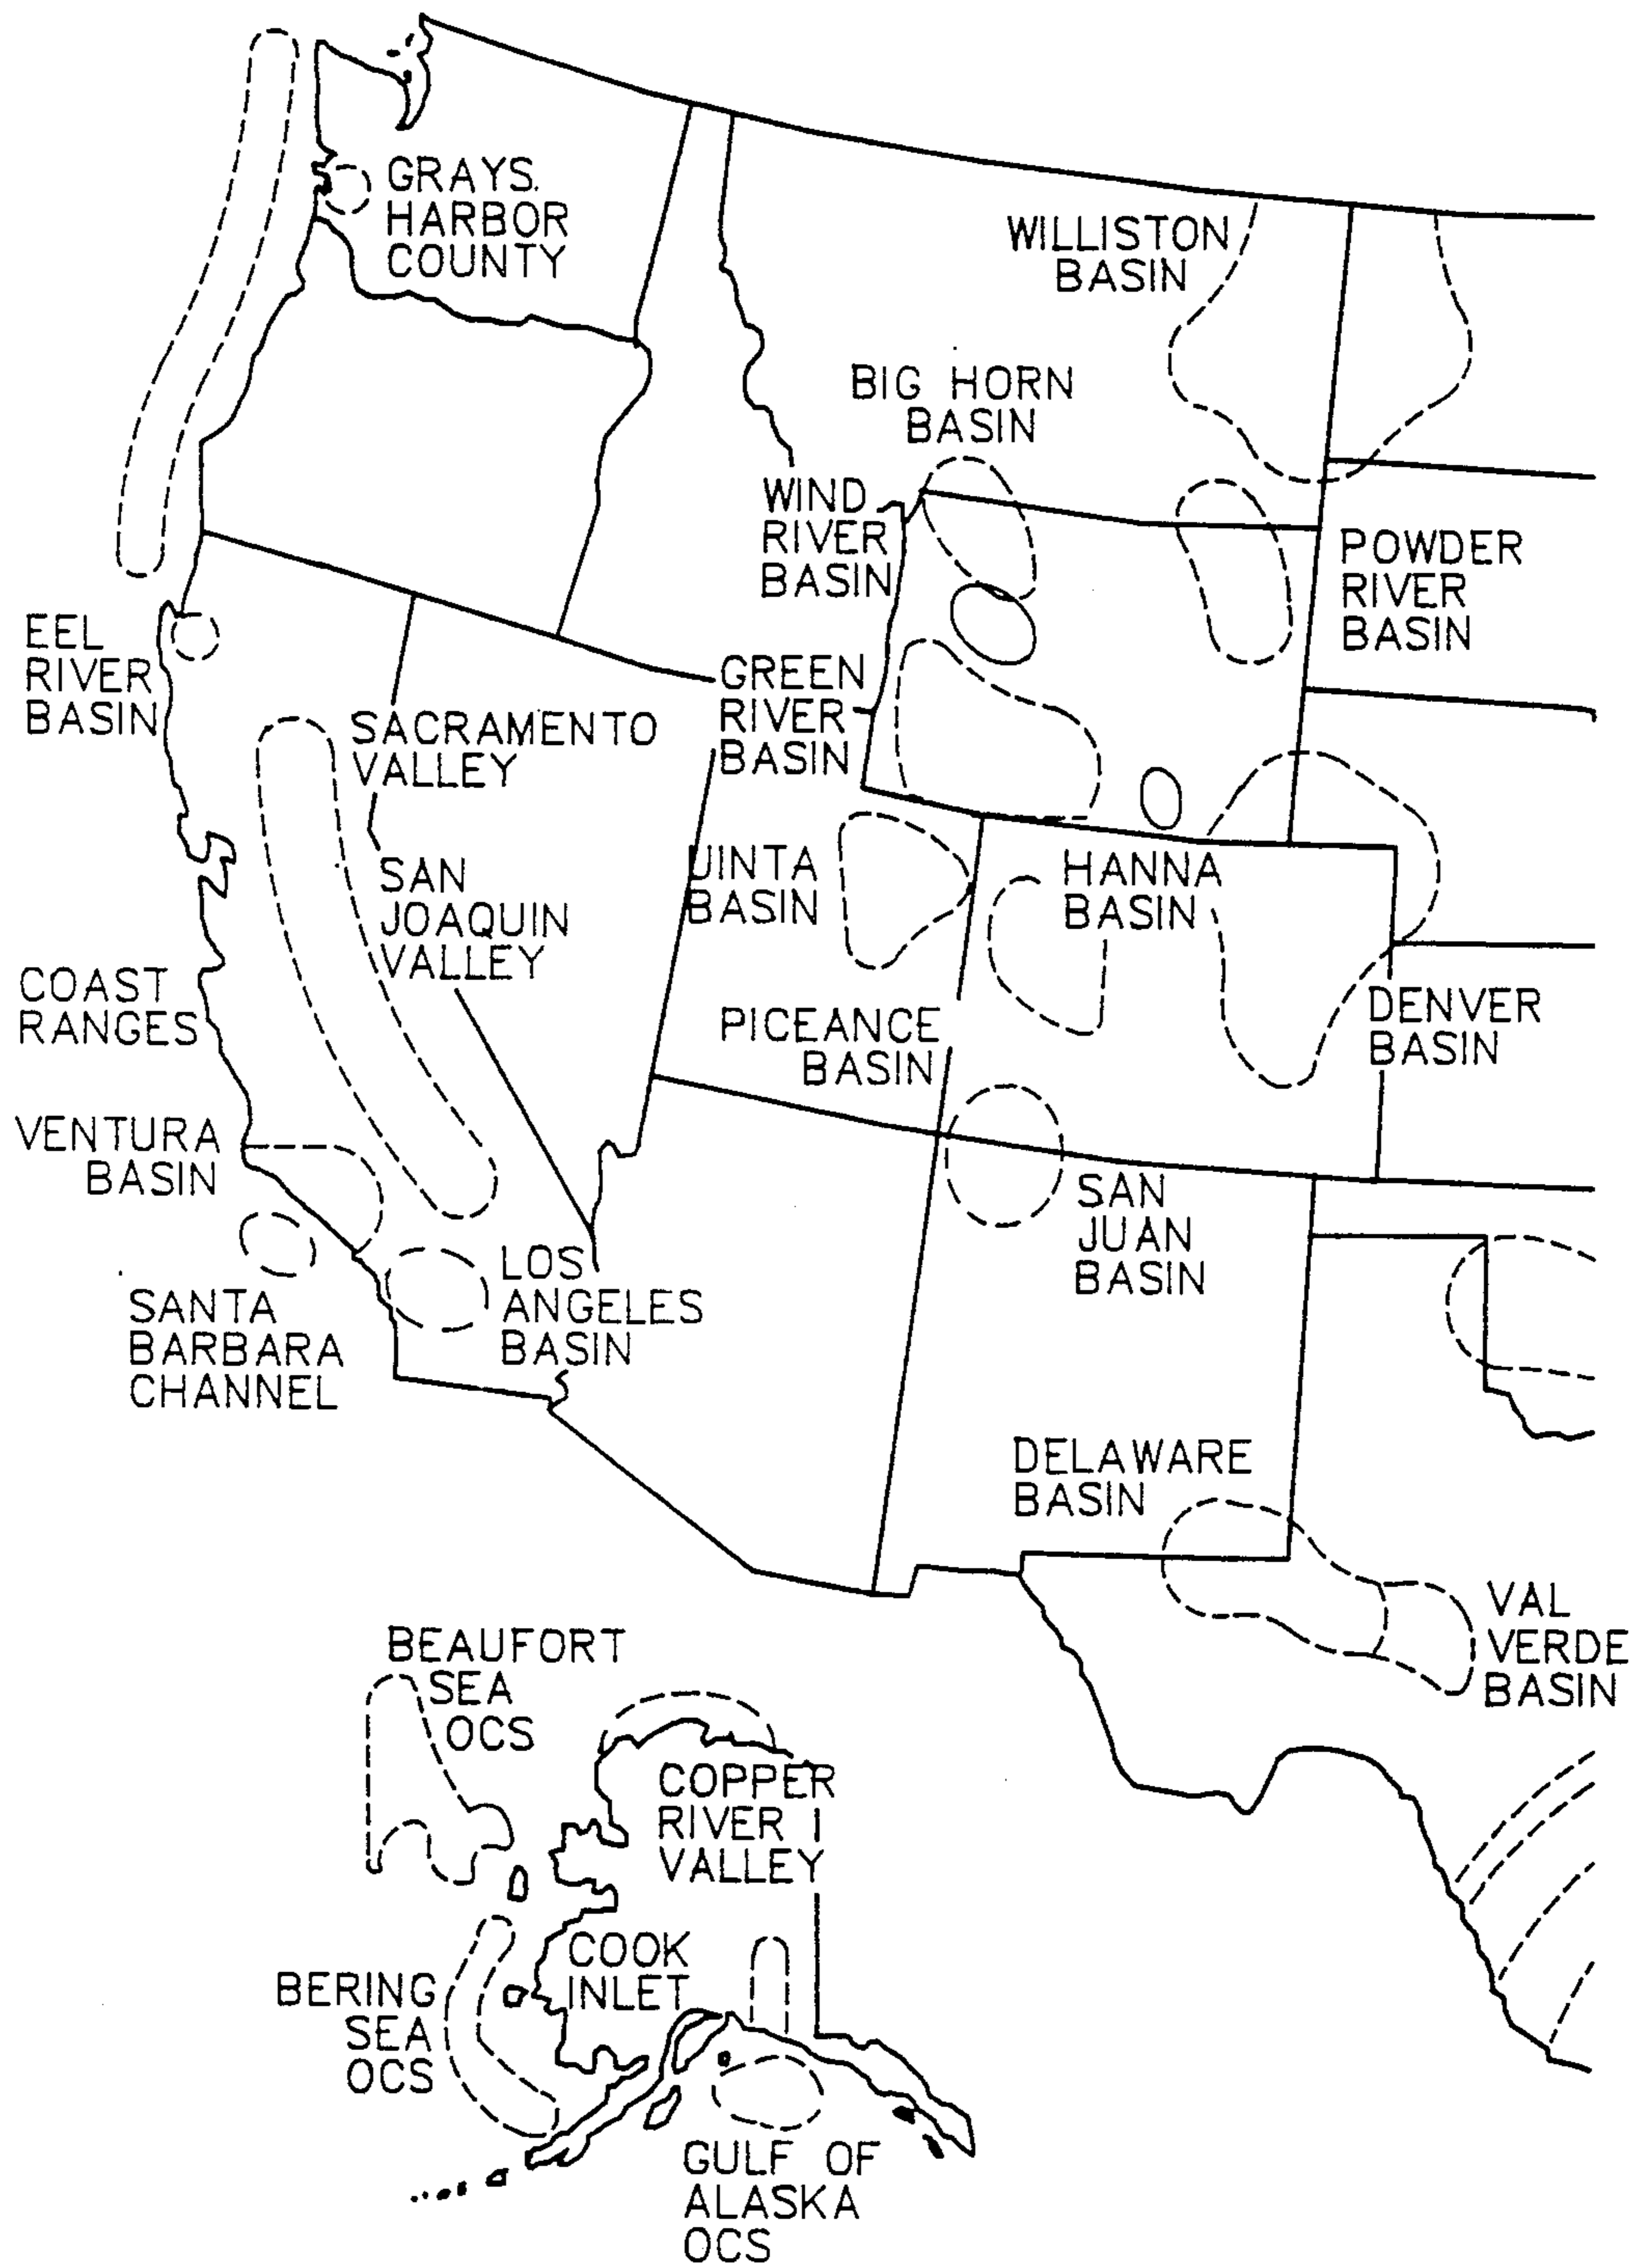 GRAYS.
HARBOR
COUNTY
WILLISTON
BASIN
BIG HORN
BASIN
WIND
RIVER
BASIN
POWDER
RIVER
BASIN
EEL
RIVER
BASIN
GREEN
RIVER
BASIN
SACRAMENTO
VALLEY
UINTA
BASIN
HANNA
BASIN
SAN
JOAQUIN
VALLEY
COAST
RANGES
PICEANCE
BASIN
DENVER
BASIN
VENTURA
BASIN
SAN
JUAN
BASIN
LOS
ANGELES
BASIN
SANTA
BARBARA
CHANNEL
DELAWARE
BASIN
VAL
VERDE
BASIN
BEAUFORT
SEA
OCS
COPPER
RIVER
VALLEY
COOK
INLET
BERING
SEA
OCS
GULF OF
ALASKA
OCS